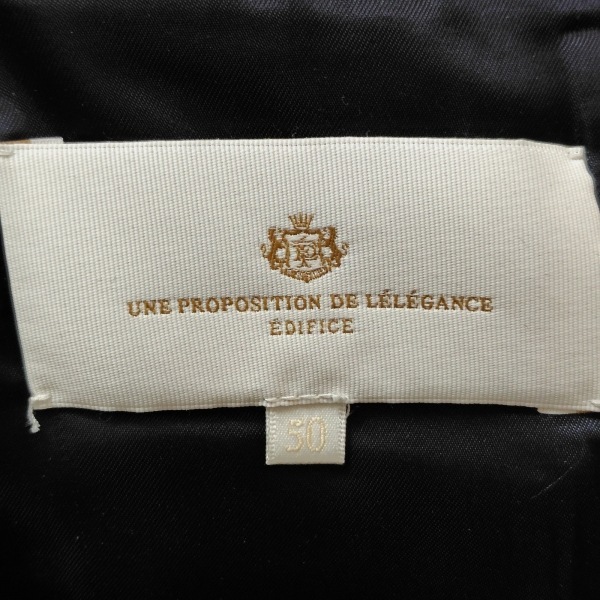 UNE PROPOSITION DE LÉLÉGANCE
ÉDIFICE
50